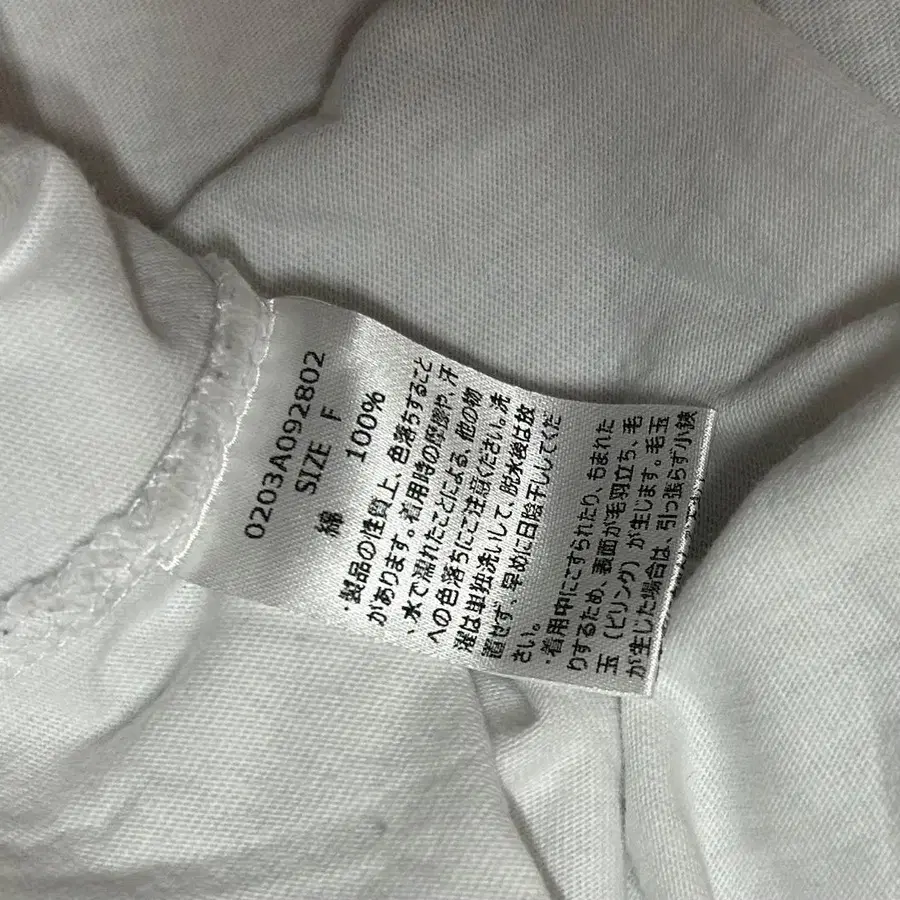 0203A092802
SIZE F
綿 100%
・製品の性質上、色落ちすること
があります。着用時の摩擦や、汗
、水で濡れたことによる、他の物
への色落ちにご注意ください。洗
濯は単独洗いして、脱水後は放
置せず、早めに日陰干ししてくだ
さい。
・着用中にこすられたり、もまれた
りするため、表面が毛羽立ち、毛
玉（ピリング）が生じます。毛玉
が生じた場合は、引っ張らず小鋏